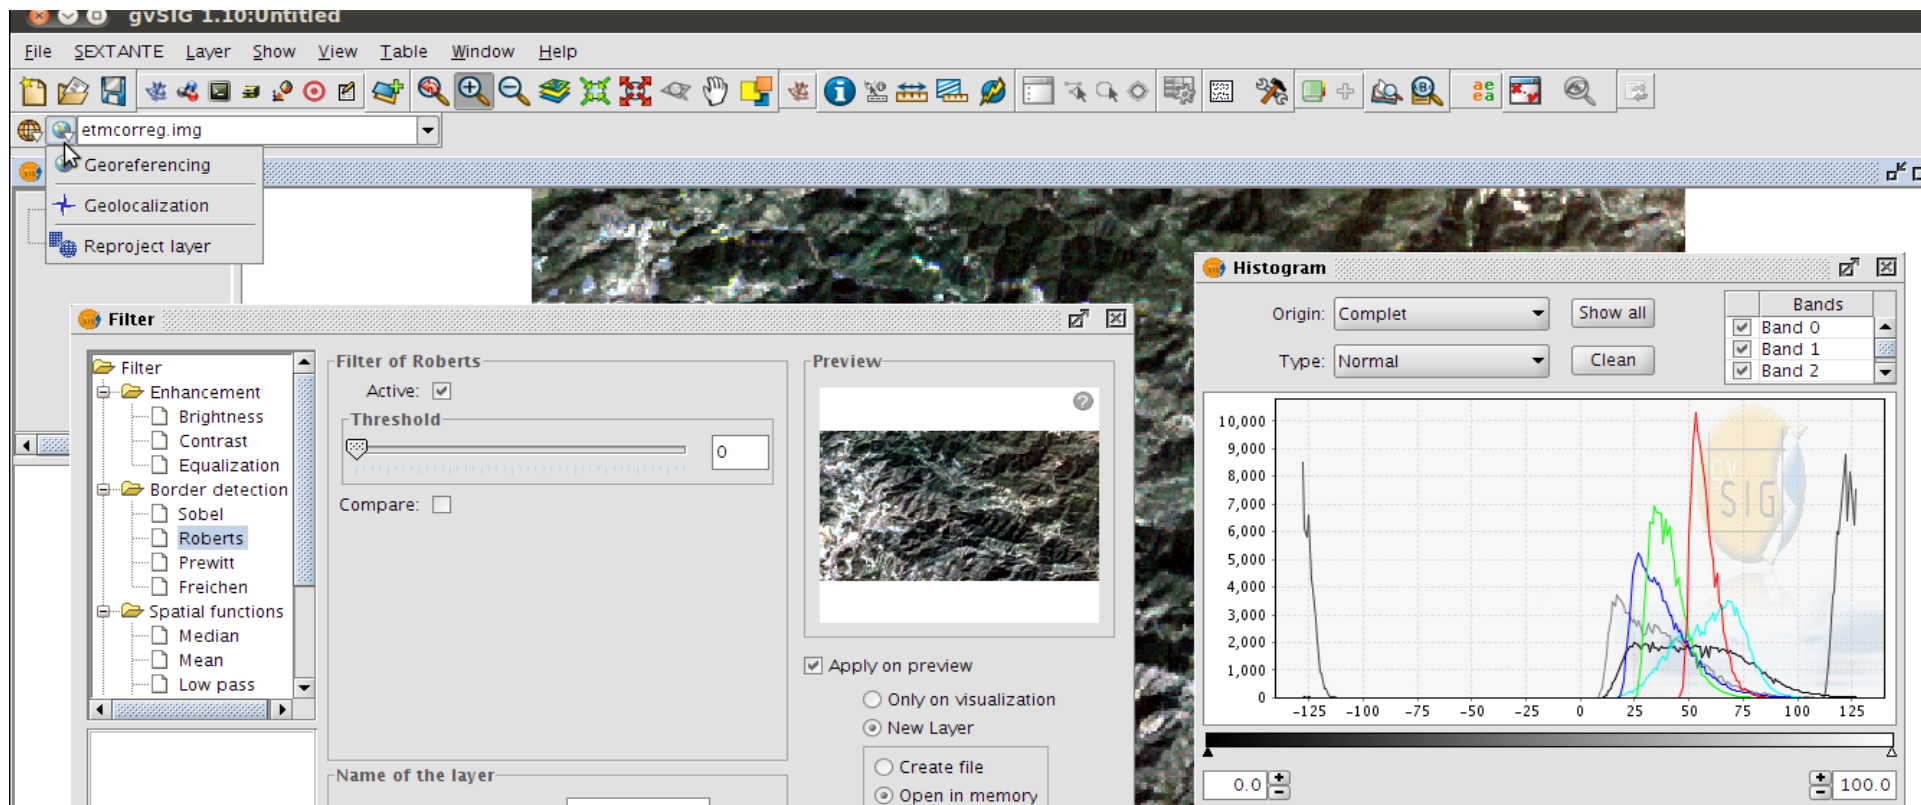 gvSIG 1.10:Untitled
File SEXTANTE Layer Show View Table Window Help
etmcorreg.img
Georeferencing
Geolocalization
Reproject layer
Filter
Filter
Enhancement
Brightness
Contrast
Equalization
Border detection
Sobel
Roberts
Prewitt
Freichen
Spatial functions
Median
Mean
Low pass
Filter of Roberts
Active:
Threshold
0
Compare:
Name of the layer
Preview
Apply on preview
Only on visualization
New Layer
Create file
Open in memory
Histogram
Origin: Complet Show all
Type: Normal Clean
Bands
Band 0
Band 1
Band 2
10,000
9,000
8,000
7,000
6,000
5,000
4,000
3,000
2,000
1,000
0
-125 -100 -75 -50 -25 0 25 50 75 100 125
gv
SIG
0.0 100.0